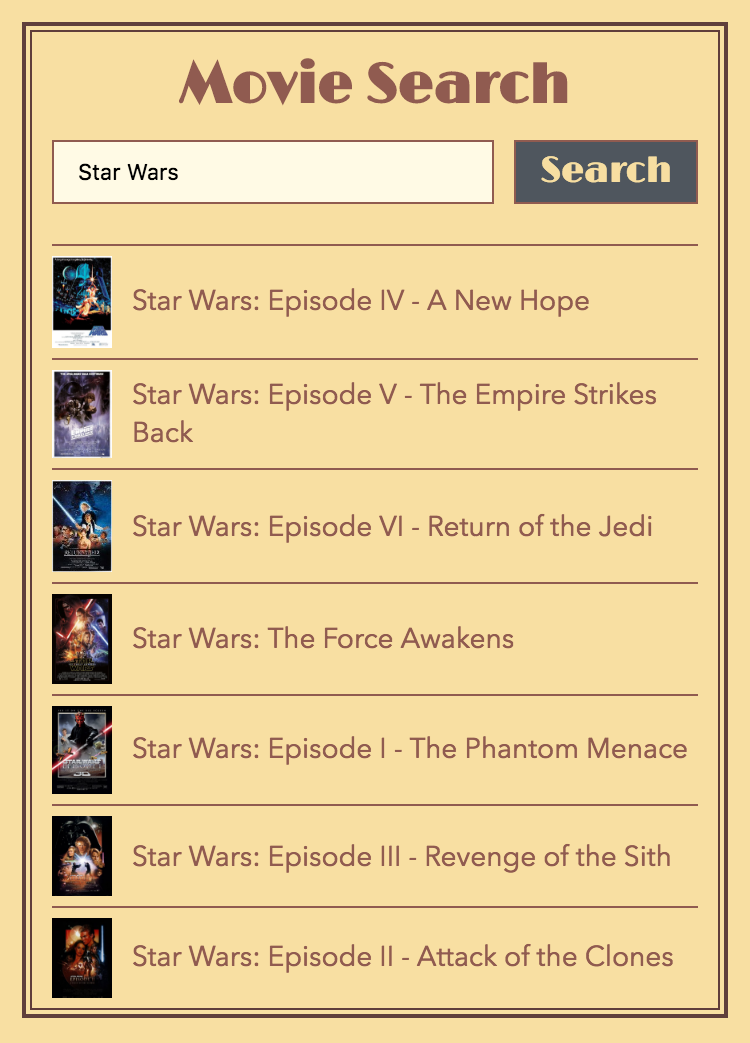 Movie Search
Star Wars
Search
Star Wars: Episode IV - A New Hope
Star Wars: Episode V - The Empire Strikes
Back
Star Wars: Episode VI - Return of the Jedi
Star Wars: The Force Awakens
Star Wars: Episode I - The Phantom Menace
Star Wars: Episode III - Revenge of the Sith
Star Wars: Episode II - Attack of the Clones